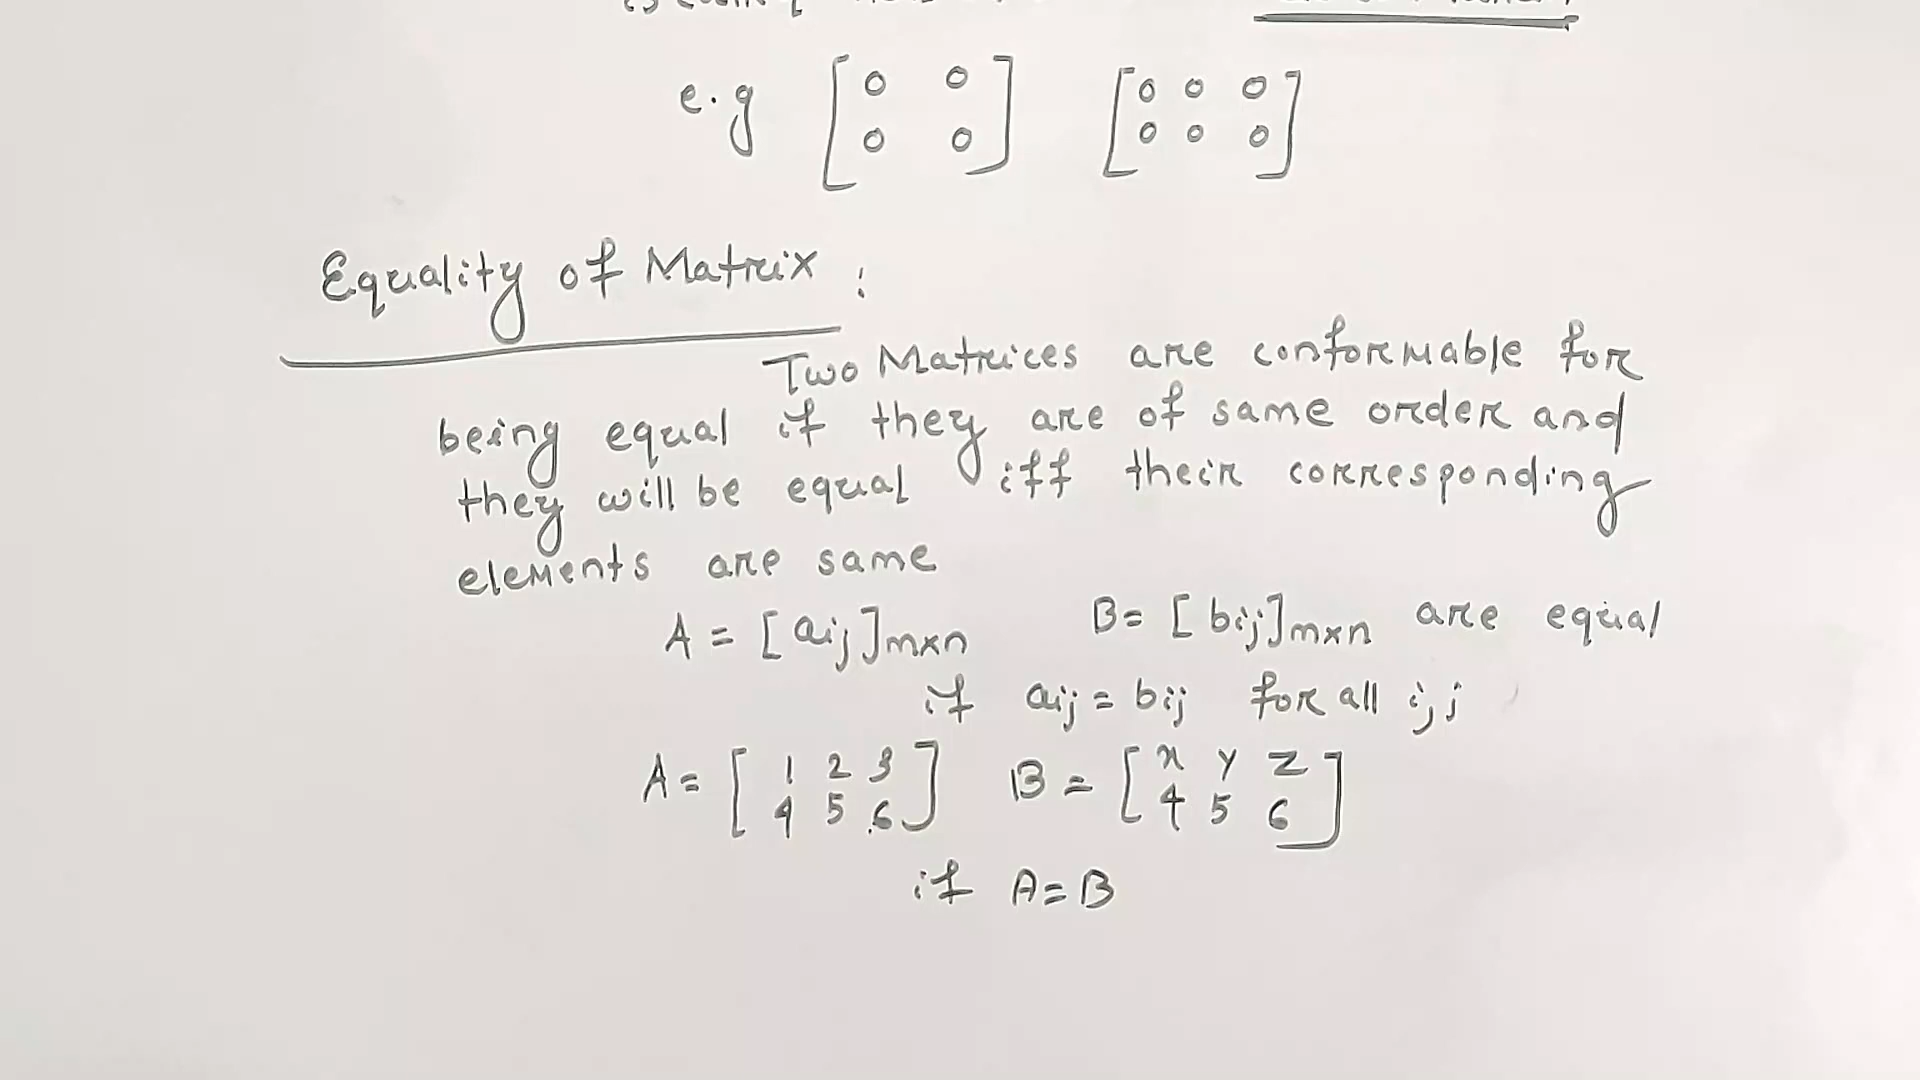 is
e.g [0 0 [0 0 0
0 0] 0 0 0]
Equality of Matrix :
Two Matrices are conformable for
being equal if they are of same order and
they will be equal iff their corresponding
elements are same
A = [aij]mxn B = [bij]mxn are equal
if aij = bij for all i,j
A = [1 2 3 B = [x y z
4 5 6] 4 5 6]
if A=B